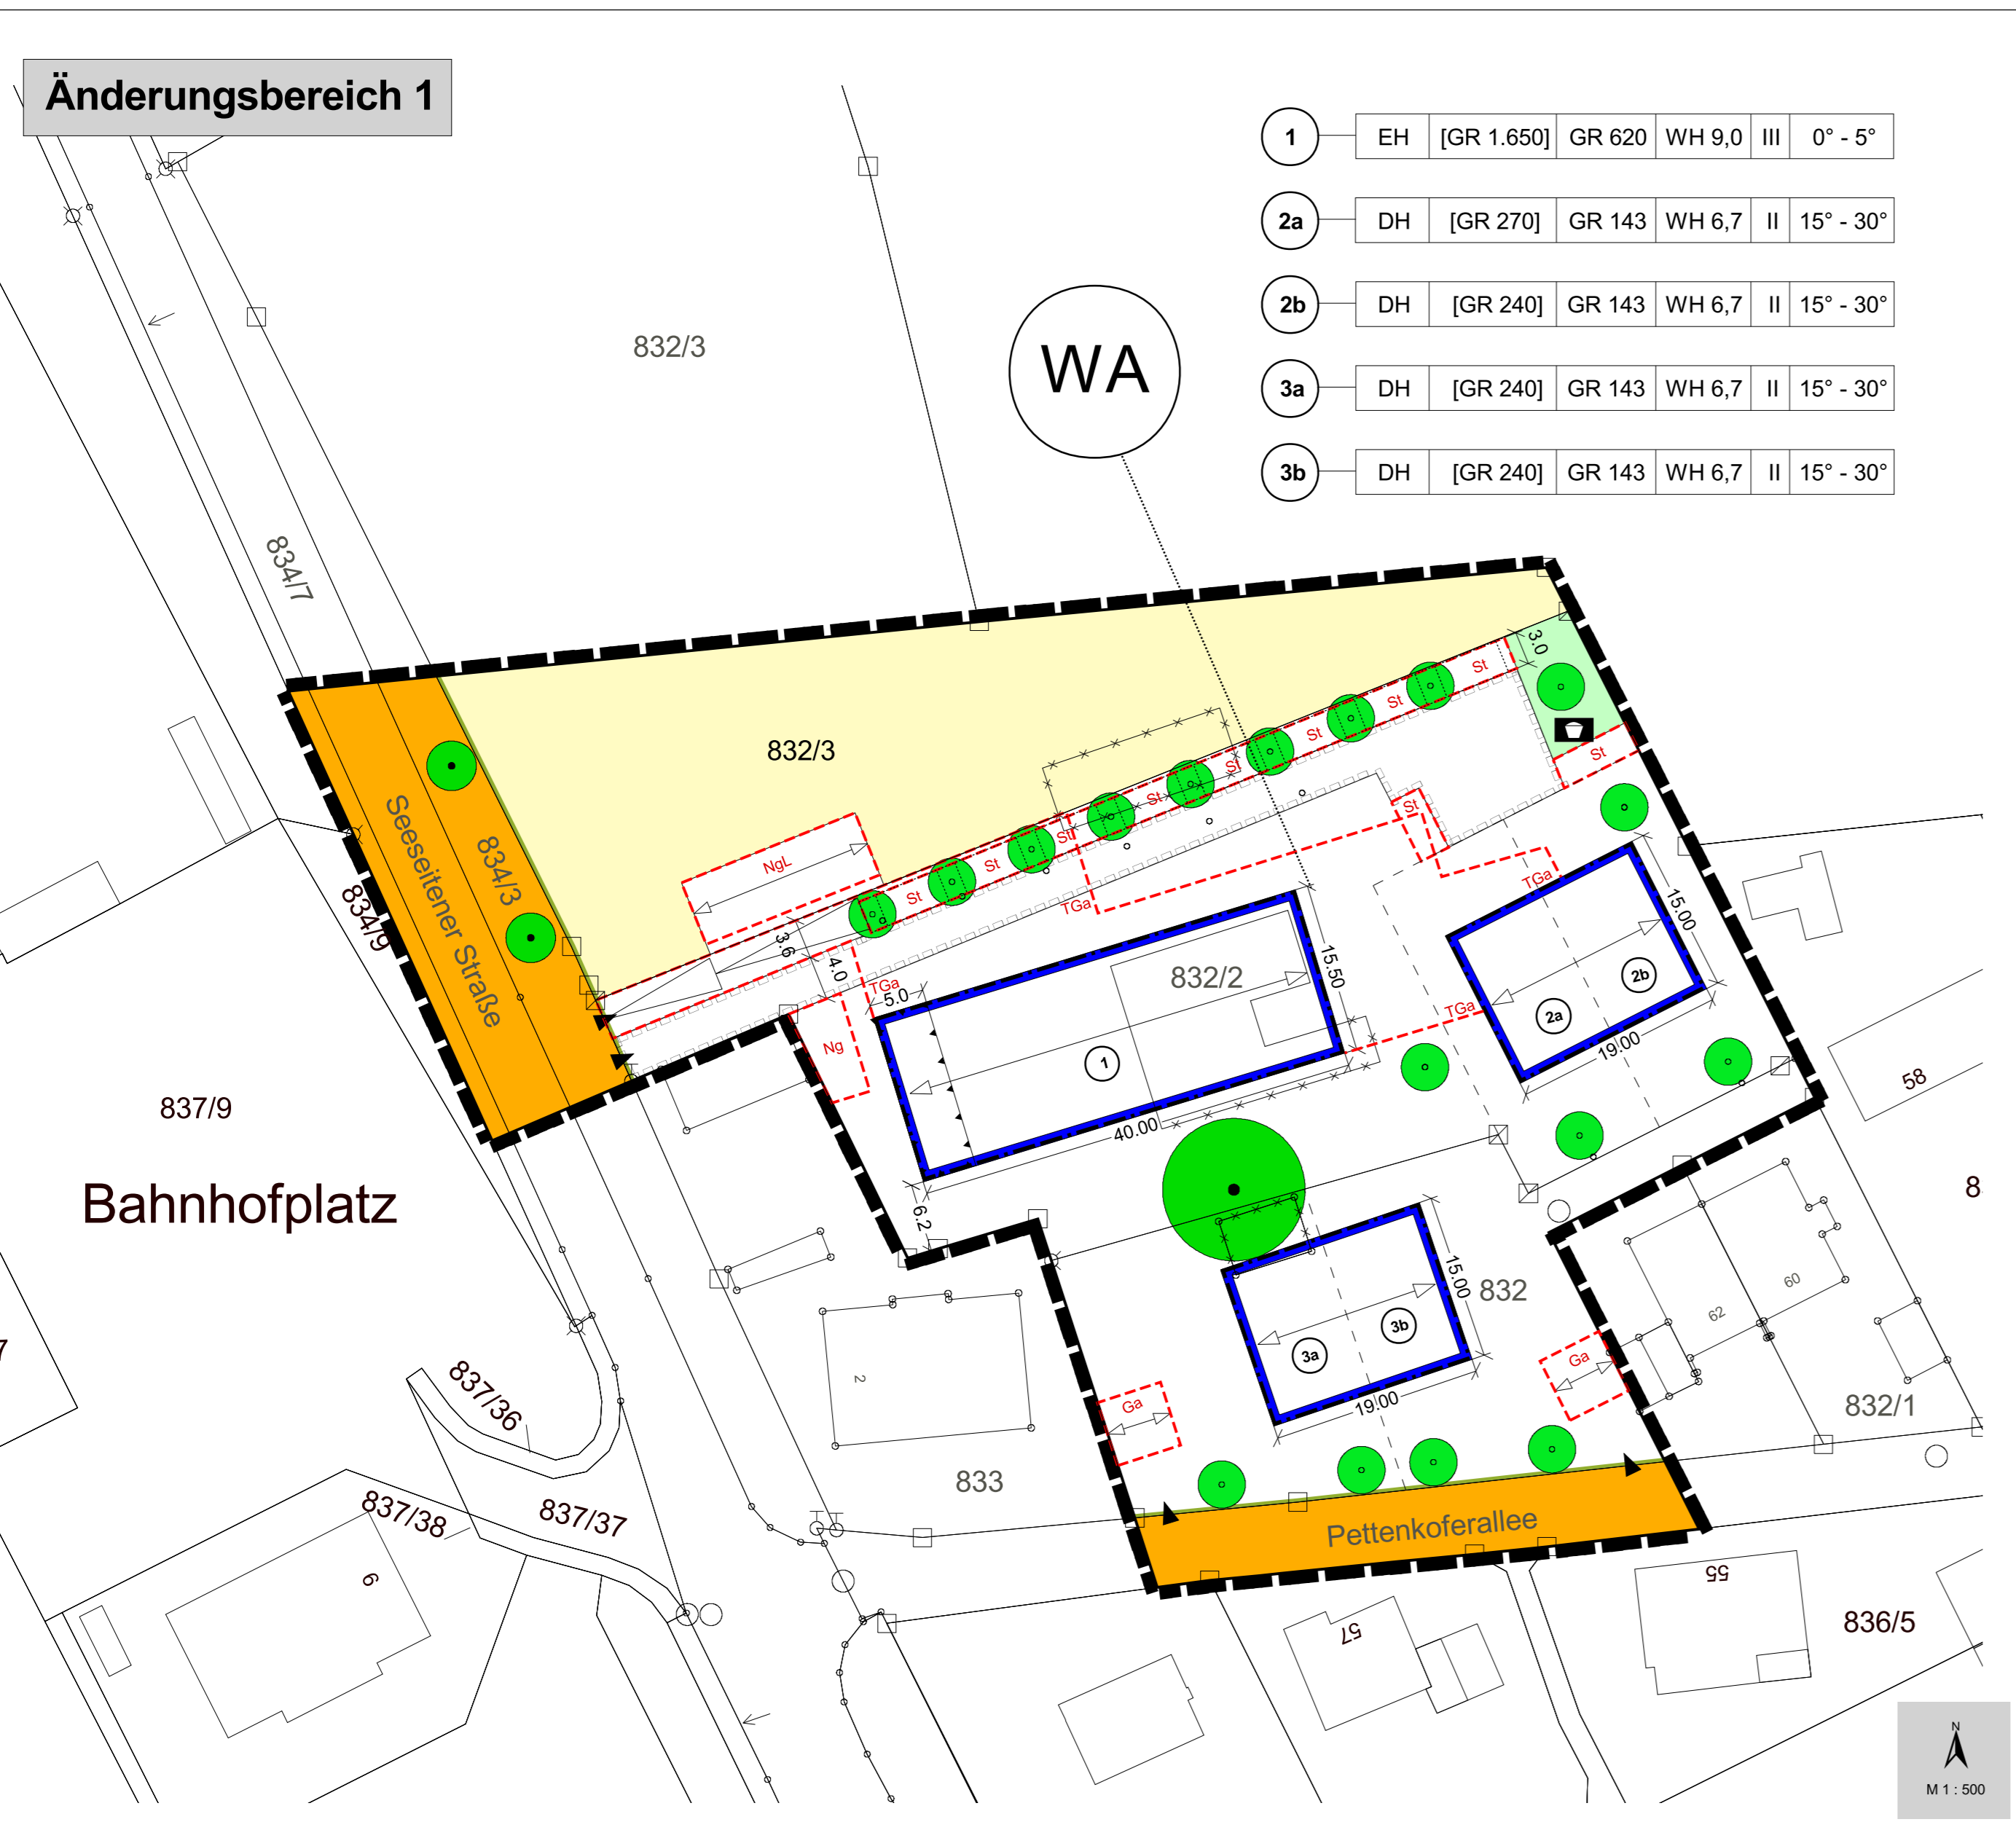 Änderungsbereich 1
1 EH [GR 1.650] GR 620 WH 9,0 III 0° - 5°
2a DH [GR 270] GR 143 WH 6,7 II 15° - 30°
2b DH [GR 240] GR 143 WH 6,7 II 15° - 30°
3a DH [GR 240] GR 143 WH 6,7 II 15° - 30°
3b DH [GR 240] GR 143 WH 6,7 II 15° - 30°
832/3
WA
834/7
832/3
3.0
St
St
St
St
St
St
St
St
St
St
NgL
Seeseitener Straße
834/3
834/9
3.6
4.0
TGa
5.0
TGa
TGa
TGa
Ng
832/2
15.50
15.00
2b
2a
19.00
1
40.00
6.2
837/9
Bahnhofplatz
58
8
60
62
832/1
832
15.00
3b
3a
19.00
Ga
Ga
2
833
7
837/36
837/38
837/37
6
Pettenkoferallee
55
57
836/5
N
M 1 : 500